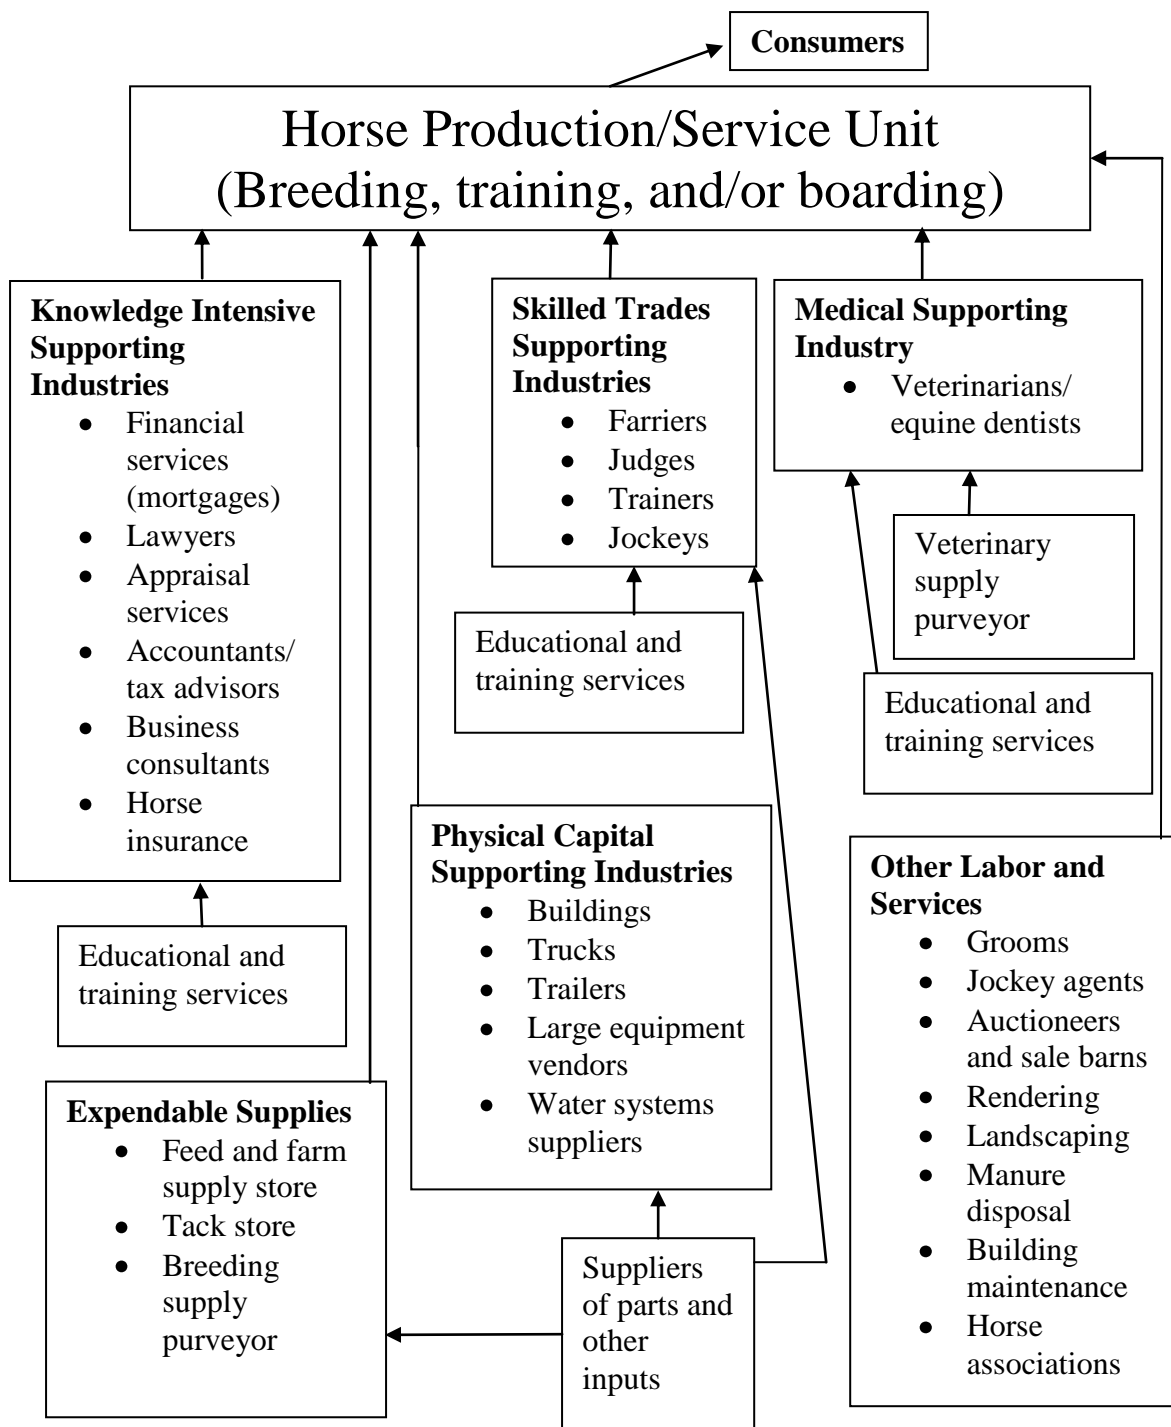 Consumers
Horse Production/Service Unit
(Breeding, training, and/or boarding)
Knowledge Intensive
Supporting
Industries
• Financial
services
(mortgages)
• Lawyers
• Appraisal
services
• Accountants/
tax advisors
• Business
consultants
• Horse
insurance
Skilled Trades
Supporting
Industries
• Farriers
• Judges
• Trainers
• Jockeys
Medical Supporting
Industry
• Veterinarians/
equine dentists
Veterinary
supply
purveyor
Educational and
training services
Educational and
training services
Physical Capital
Supporting Industries
• Buildings
• Trucks
• Trailers
• Large equipment
vendors
• Water systems
suppliers
Other Labor and
Services
• Grooms
• Jockey agents
• Auctioneers
and sale barns
• Rendering
• Landscaping
• Manure
disposal
• Building
maintenance
• Horse
associations
Educational and
training services
Expendable Supplies
• Feed and farm
supply store
• Tack store
• Breeding
supply
purveyor
Suppliers
of parts and
other
inputs